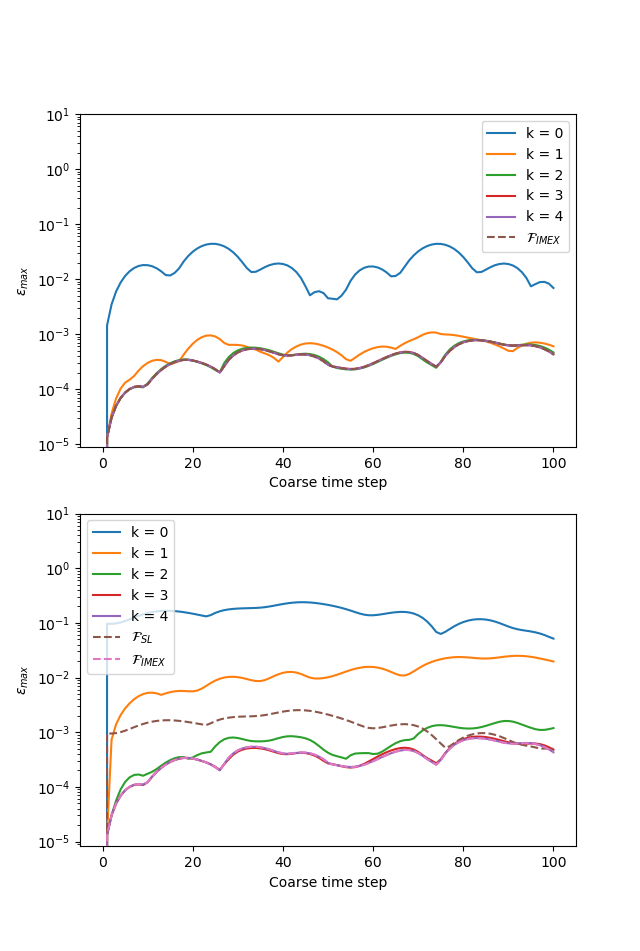 10¹
10⁰
10⁻¹
10⁻²
10⁻³
10⁻⁴
10⁻⁵
ε_max
0 20 40 60 80 100
Coarse time step
k = 0
k = 1
k = 2
k = 3
k = 4
ℱ_IMEX
10¹
10⁰
10⁻¹
10⁻²
10⁻³
10⁻⁴
10⁻⁵
ε_max
0 20 40 60 80 100
Coarse time step
k = 0
k = 1
k = 2
k = 3
k = 4
ℱ_SL
ℱ_IMEX